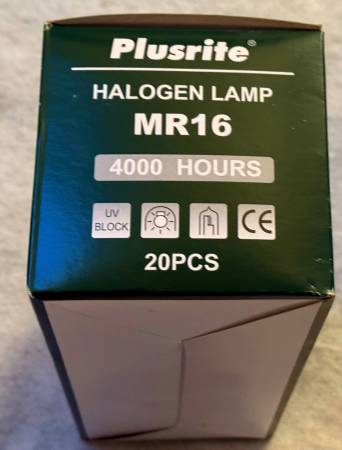 Plusrite®
HALOGEN LAMP
MR16
4000 HOURS
UV
BLOCK
CE
20PCS